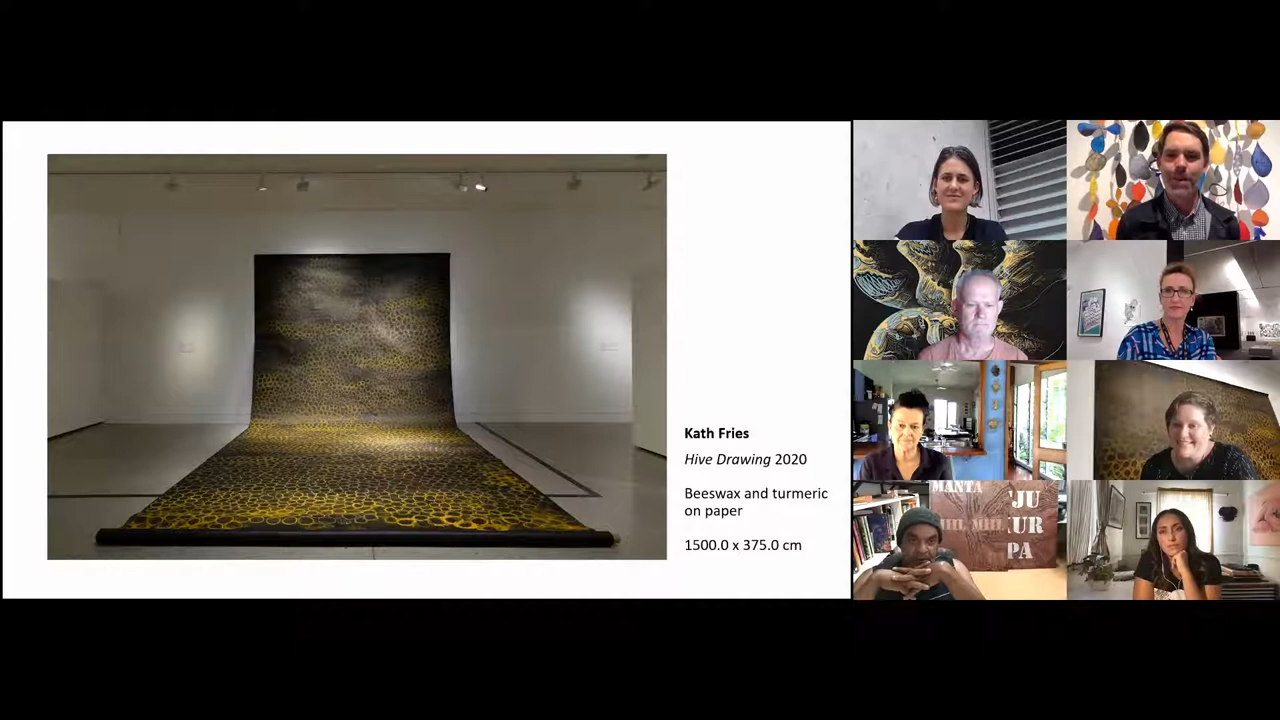 Kath Fries
Hive Drawing 2020
Beeswax and turmeric
on paper
1500.0 x 375.0 cm
MANTA
JU
KUR
PA